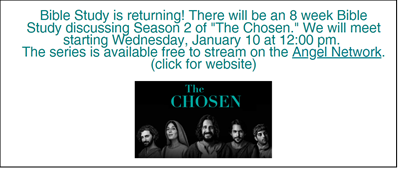 Bible Study is returning! There will be an 8 week Bible
Study discussing Season 2 of "The Chosen." We will meet
starting Wednesday, January 10 at 12:00 pm.
The series is available free to stream on the Angel Network.
(click for website)
The
CHOSEN